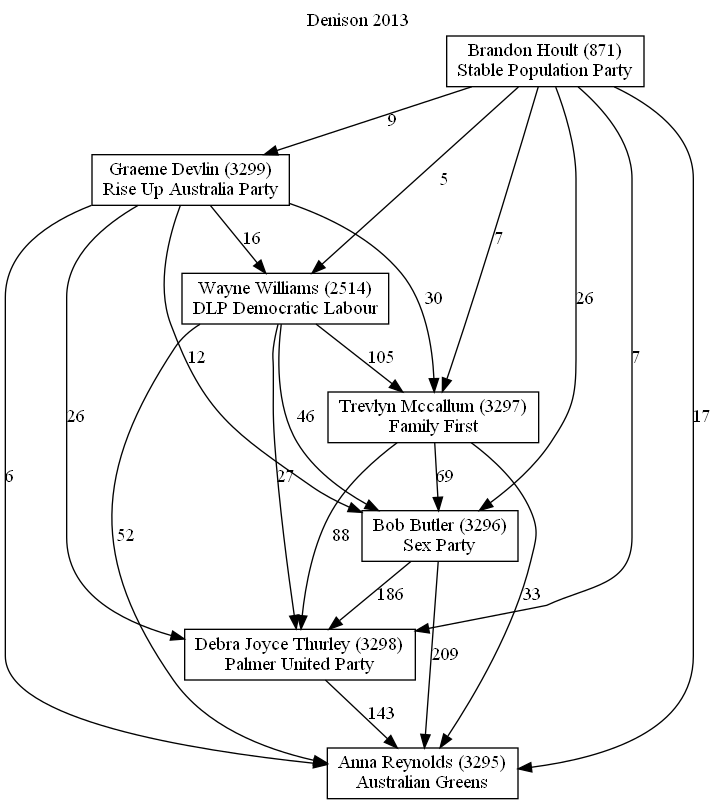 Denison 2013
Brandon Hoult (871)
Stable Population Party
9
Graeme Devlin (3299)
Rise Up Australia Party
5
16
7
Wayne Williams (2514)
DLP Democratic Labour
30
26
12
105
7
Trevlyn Mccallum (3297)
Family First
6
26
46
17
27
69
Bob Butler (3296)
Sex Party
52
88
186
33
Debra Joyce Thurley (3298)
Palmer United Party
209
143
Anna Reynolds (3295)
Australian Greens